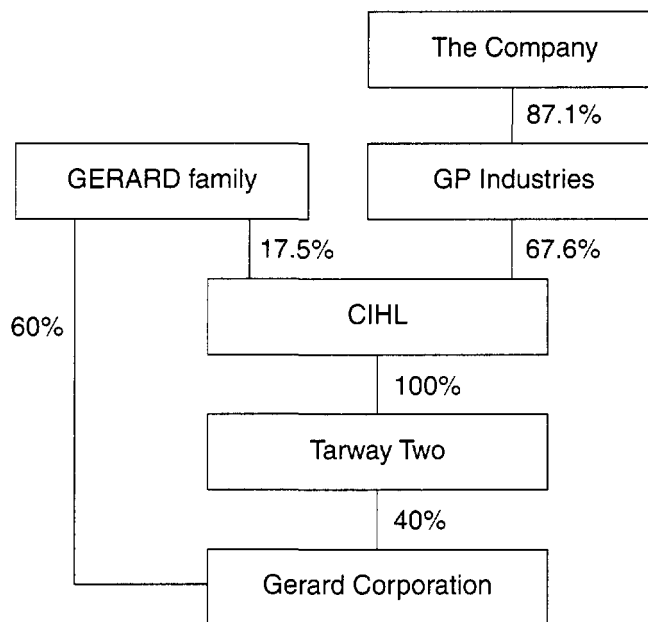 The Company
87.1%
GERARD family
GP Industries
17.5%
67.6%
60%
CIHL
100%
Tarway Two
40%
Gerard Corporation